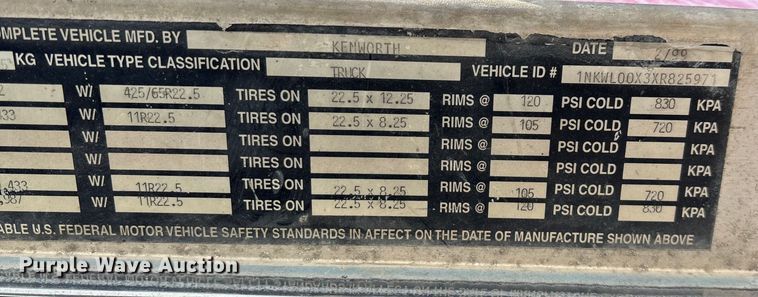 OMPLETE VEHICLE MFD. BY KENWORTH DATE 2/99
KG VEHICLE TYPE CLASSIFICATION TRUCK VEHICLE ID # 1NKWL00X3XR825971
2 W/ 425/65R22.5 TIRES ON 22.5 x 12.25 RIMS @ 120 PSI COLD 830 KPA
433 W/ 11R22.5 TIRES ON 22.5 x 8.25 RIMS @ 105 PSI COLD 720 KPA
W/ TIRES ON RIMS @ PSI COLD KPA
W/ TIRES ON RIMS @ PSI COLD KPA
,433 W/ 11R22.5 TIRES ON 22.5 x 8.25 RIMS @ 105 PSI COLD 720 KPA
,987 W/ 11R22.5 TIRES ON 22.5 x 8.25 RIMS @ 120 PSI COLD 830 KPA
ABLE U.S. FEDERAL MOTOR VEHICLE SAFETY STANDARDS IN AFFECT ON THE DATE OF MANUFACTURE SHOWN ABOVE
Purple Wave Auction